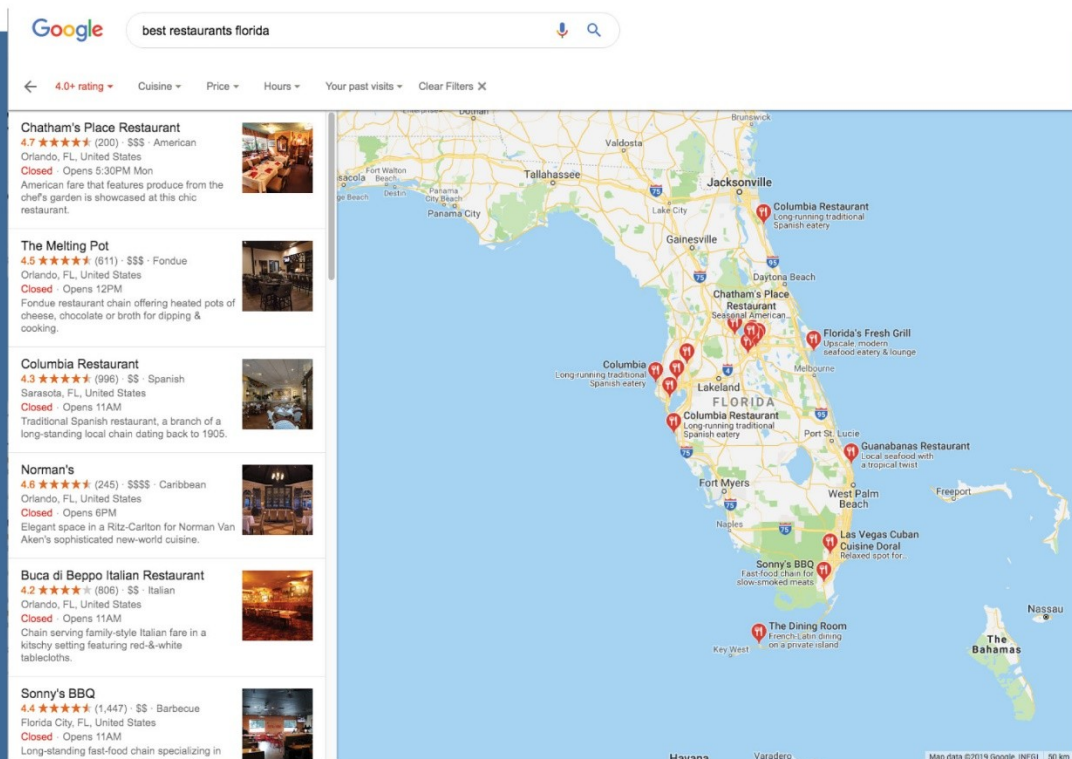 Google
best restaurants florida
4.0+ rating
Cuisine
Price
Hours
Your past visits
Clear Filters X
Chatham's Place Restaurant
4.7 ★★★★★ (200) · $$$ · American
Orlando, FL, United States
Closed · Opens 5:30PM Mon
American fare that features produce from the
chef's garden is showcased at this chic
restaurant.
The Melting Pot
4.5 ★★★★★ (611) · $$$ · Fondue
Orlando, FL, United States
Closed · Opens 12PM
Fondue restaurant chain offering heated pots of
cheese, chocolate or broth for dipping &
cooking.
Columbia Restaurant
4.3 ★★★★★ (996) · $$ · Spanish
Sarasota, FL, United States
Closed · Opens 11AM
Traditional Spanish restaurant, a branch of a
long-standing local chain dating back to 1905.
Norman's
4.6 ★★★★★ (245) · $$$$ · Caribbean
Orlando, FL, United States
Closed · Opens 6PM
Elegant space in a Ritz-Carlton for Norman Van
Aken's sophisticated new-world cuisine.
Buca di Beppo Italian Restaurant
4.2 ★★★★★ (806) · $$ · Italian
Orlando, FL, United States
Closed · Opens 11AM
Chain serving family-style Italian fare in a
kitschy setting featuring red-&-white
tablecloths.
Sonny's BBQ
4.4 ★★★★★ (1,447) · $$ · Barbecue
Florida City, FL, United States
Closed · Opens 11AM
Long-standing fast-food chain specializing in
Dothan
Brunswick
Valdosta
Tallahassee
sacola
Fort Walton
Beach
ge Beach
Destin
Panama
City Beach
Panama City
75
Lake City
Jacksonville
Columbia Restaurant
Long-running traditional
Spanish eatery
Gainesville
75
95
Daytona Beach
Chatham's Place
Restaurant
Seasonal American...
Florida's Fresh Grill
Upscale, modern
seafood eatery & lounge
Melbourne
Columbia
Long-running traditional
Spanish eatery
4
Lakeland
FLORIDA
Columbia Restaurant
Long-running traditional
Spanish eatery
95
Port St. Lucie
75
Guanabanas Restaurant
Local seafood with
a tropical twist
Fort Myers
West Palm
Beach
Freeport
75
Naples
75
Las Vegas Cuban
Cuisine Doral
Relaxed spot for...
Sonny's BBQ
Fast-food chain for
slow-smoked meats
Nassau
The Dining Room
French-Latin dining
on a private island
Key West
The
Bahamas
Havana
Varadero
Map data ©2019 Google, INEGI
50 km